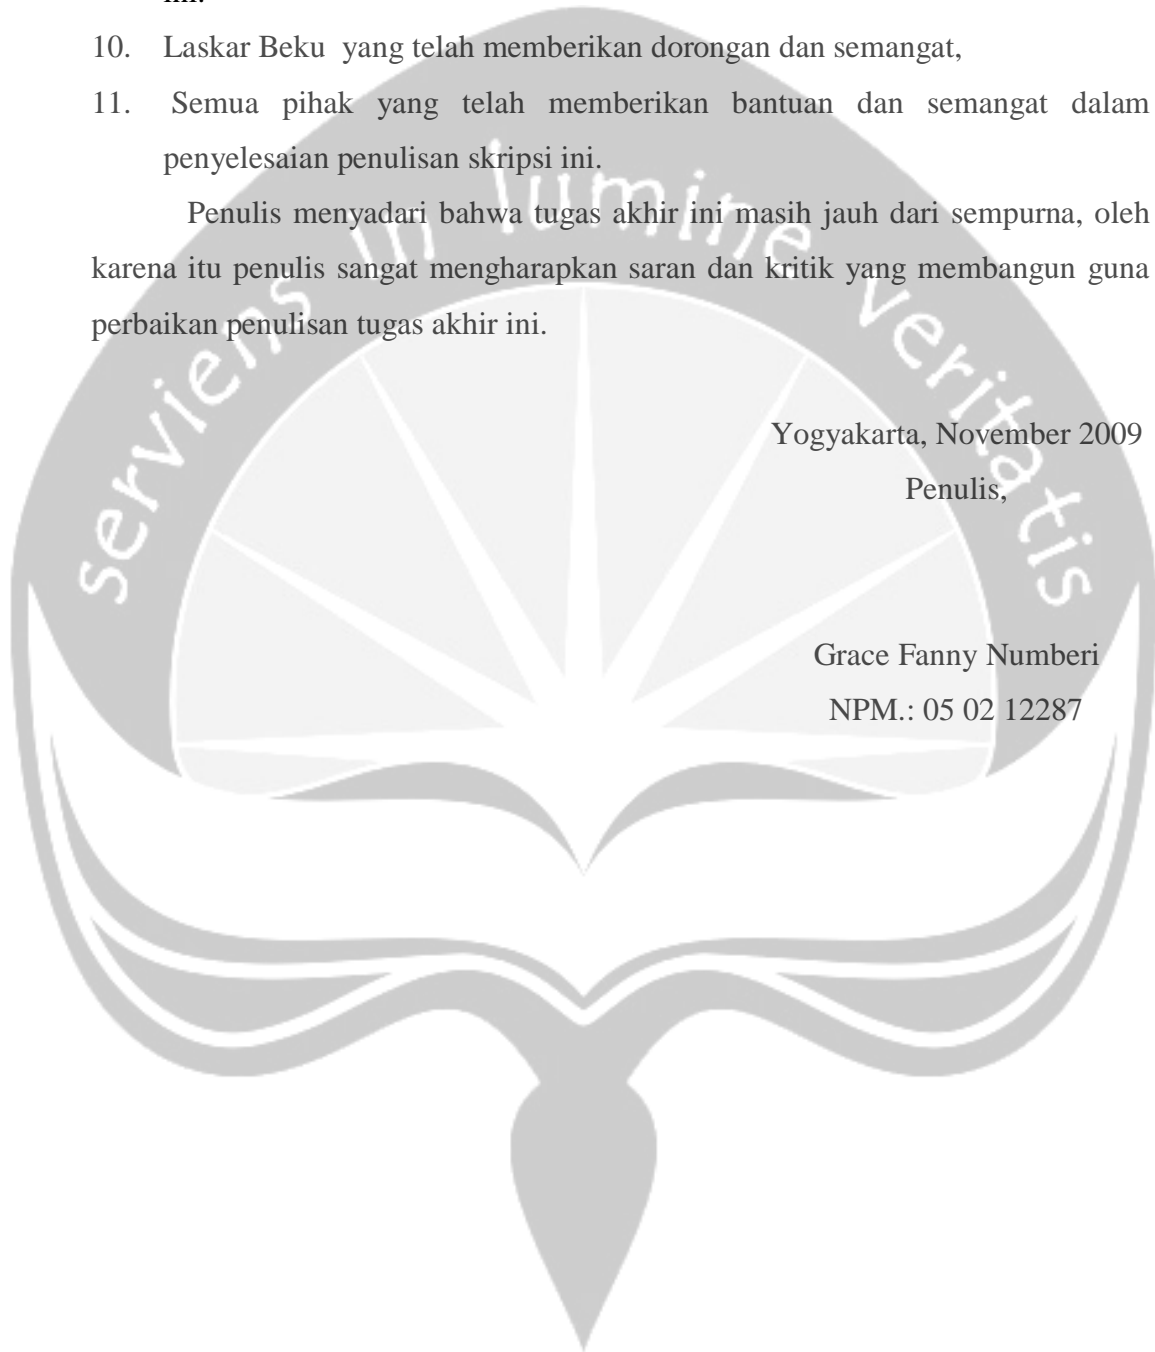 ini.
10. Laskar Beku yang telah memberikan dorongan dan semangat,
11. Semua pihak yang telah memberikan bantuan dan semangat dalam
penyelesaian penulisan skripsi ini.
Penulis menyadari bahwa tugas akhir ini masih jauh dari sempurna, oleh
karena itu penulis sangat mengharapkan saran dan kritik yang membangun guna
perbaikan penulisan tugas akhir ini.
Yogyakarta, November 2009
Penulis,
Grace Fanny Numberi
NPM.: 05 02 12287
serviens in lumine veritatis